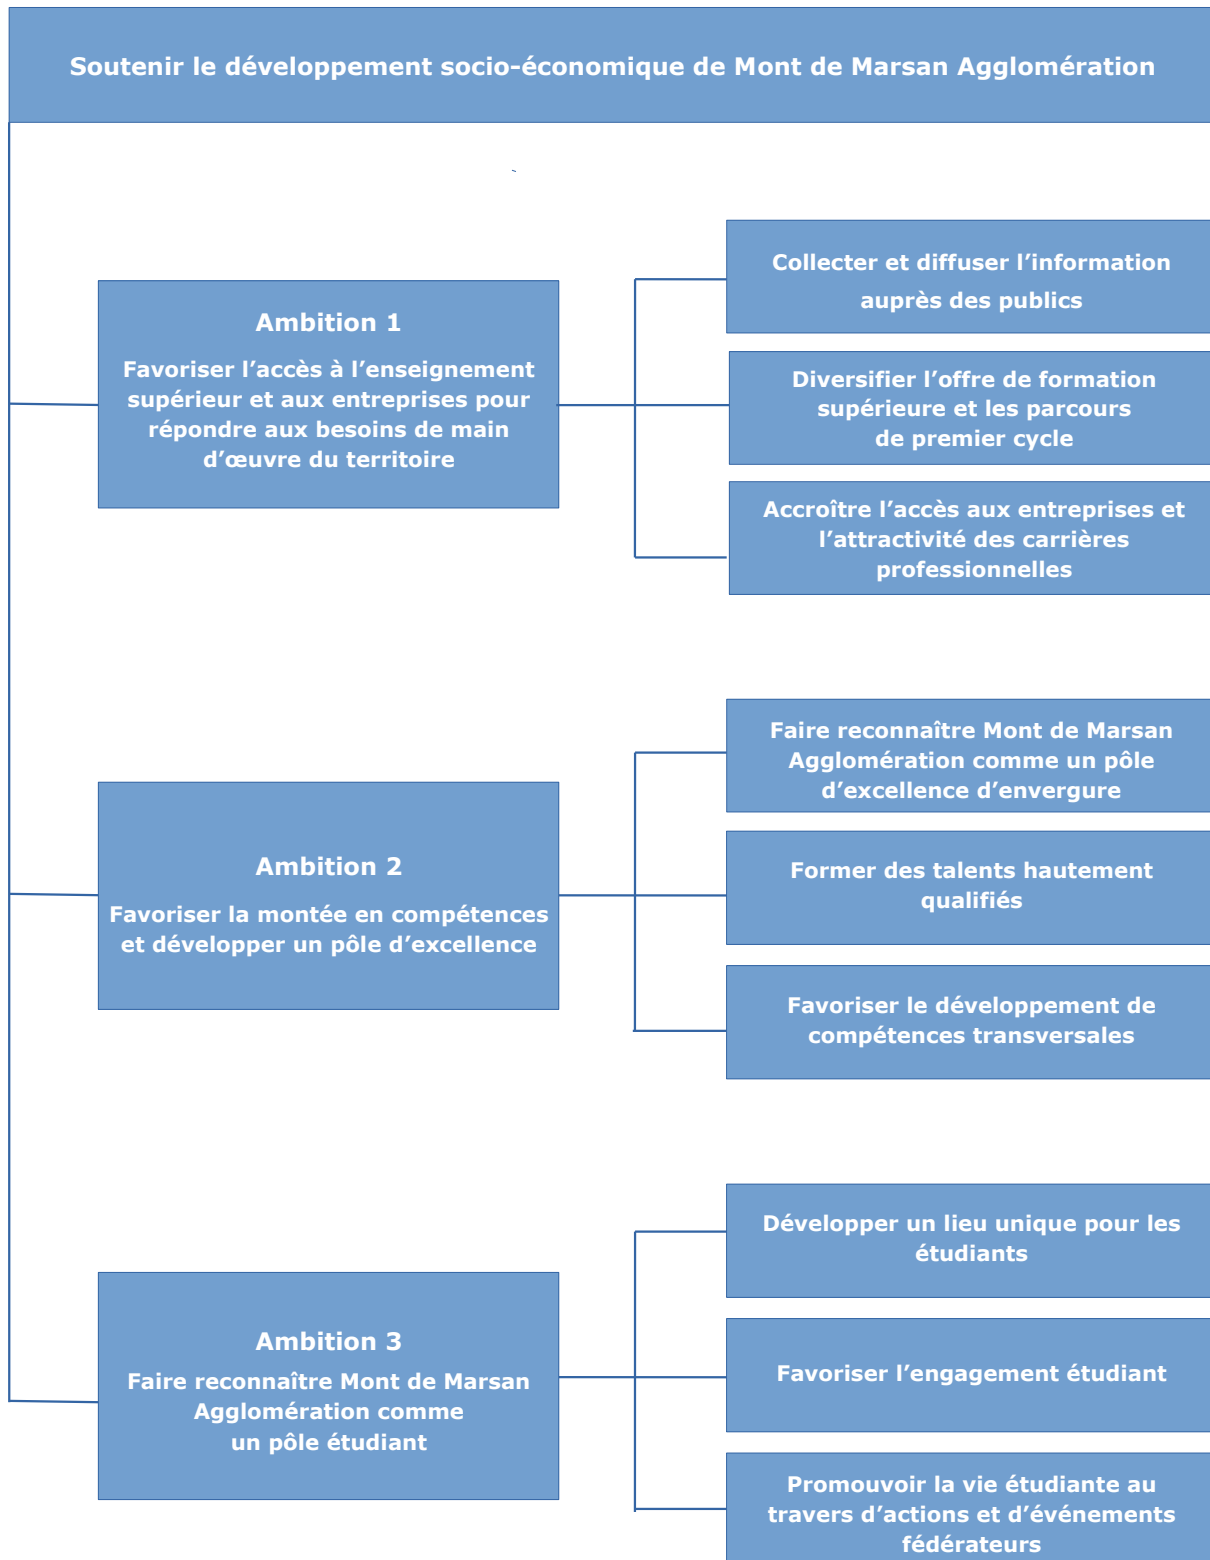 Soutenir le développement socio-économique de Mont de Marsan Agglomération
Ambition 1
Favoriser l’accès à l’enseignement
supérieur et aux entreprises pour
répondre aux besoins de main
d’œuvre du territoire
Collecter et diffuser l’information
auprès des publics
Diversifier l’offre de formation
supérieure et les parcours
de premier cycle
Accroître l’accès aux entreprises et
l’attractivité des carrières
professionnelles
Ambition 2
Favoriser la montée en compétences
et développer un pôle d’excellence
Faire reconnaître Mont de Marsan
Agglomération comme un pôle
d’excellence d’envergure
Former des talents hautement
qualifiés
Favoriser le développement de
compétences transversales
Ambition 3
Faire reconnaître Mont de Marsan
Agglomération comme
un pôle étudiant
Développer un lieu unique pour les
étudiants
Favoriser l’engagement étudiant
Promouvoir la vie étudiante au
travers d’actions et d’événements
fédérateurs